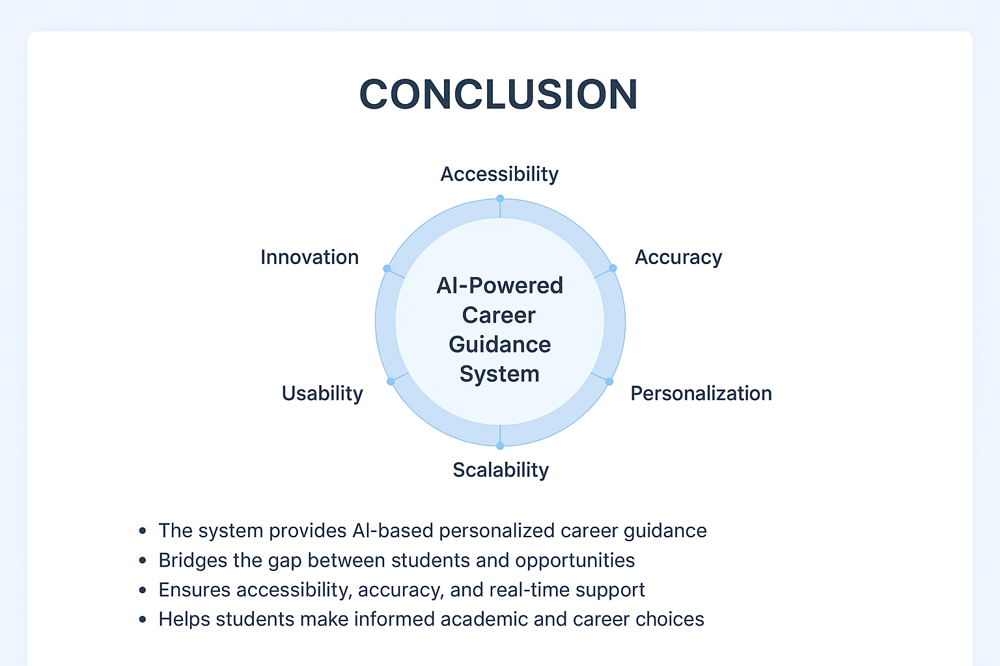 CONCLUSION
Accessibility
Innovation
Accuracy
AI-Powered
Career
Guidance
System
Usability
Personalization
Scalability
• The system provides AI-based personalized career guidance
• Bridges the gap between students and opportunities
• Ensures accessibility, accuracy, and real-time support
• Helps students make informed academic and career choices